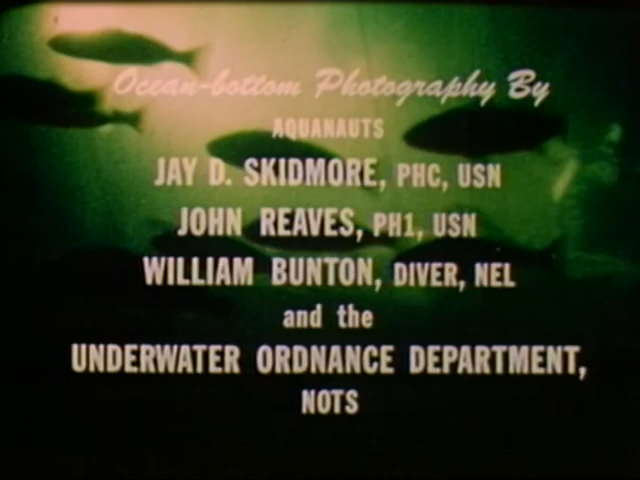 Ocean-bottom Photography By
AQUANAUTS
JAY D. SKIDMORE, PHC, USN
JOHN REAVES, PH1, USN
WILLIAM BUNTON, DIVER, NEL
and the
UNDERWATER ORDNANCE DEPARTMENT,
NOTS